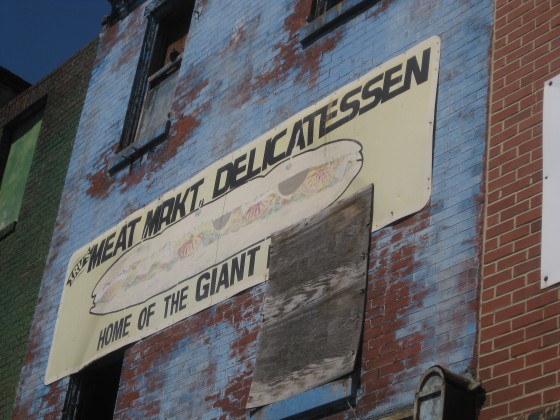 MEAT MRKT., DELICATESSEN
HOME OF THE GIANT